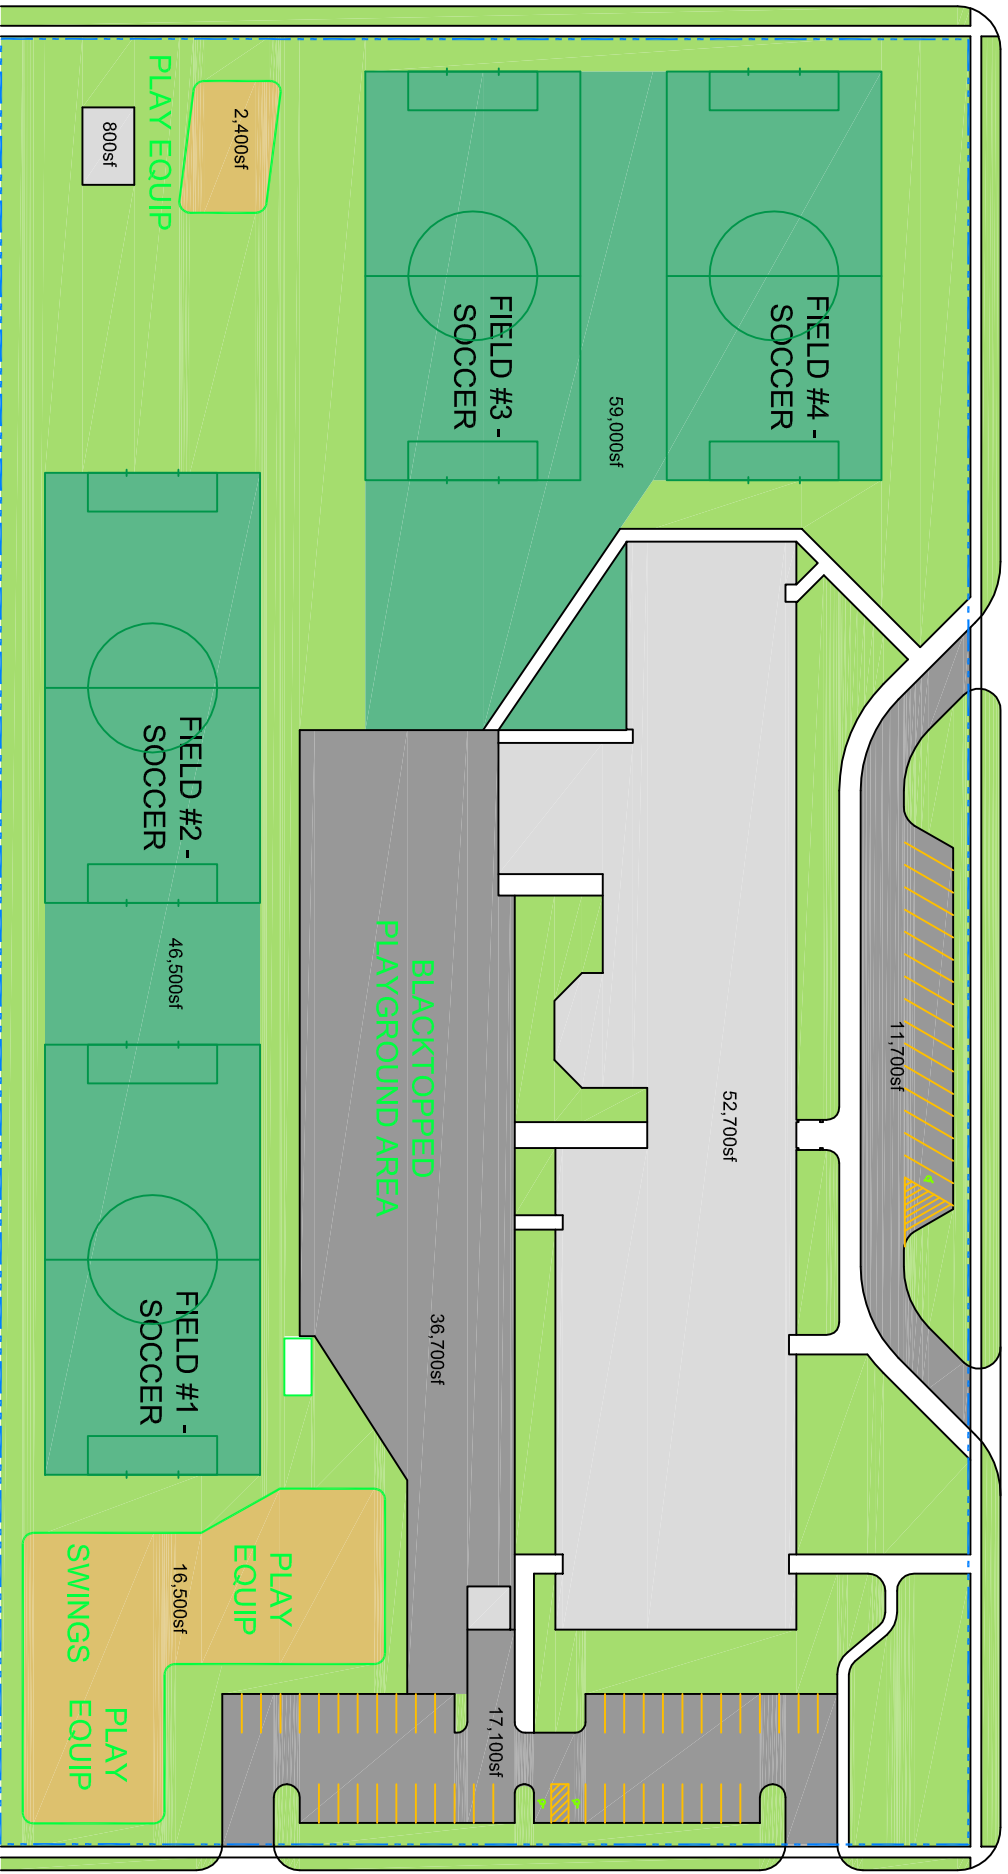 PLAY EQUIP
2,400sf
800sf
FIELD #4 -
SOCCER
FIELD #3 -
SOCCER
59,000sf
FIELD #2 -
SOCCER
46,500sf
FIELD #1 -
SOCCER
BLACKTOPPED
PLAYGROUND AREA
36,700sf
52,700sf
11,700sf
PLAY
EQUIP
16,500sf
SWINGS
PLAY
EQUIP
17,100sf